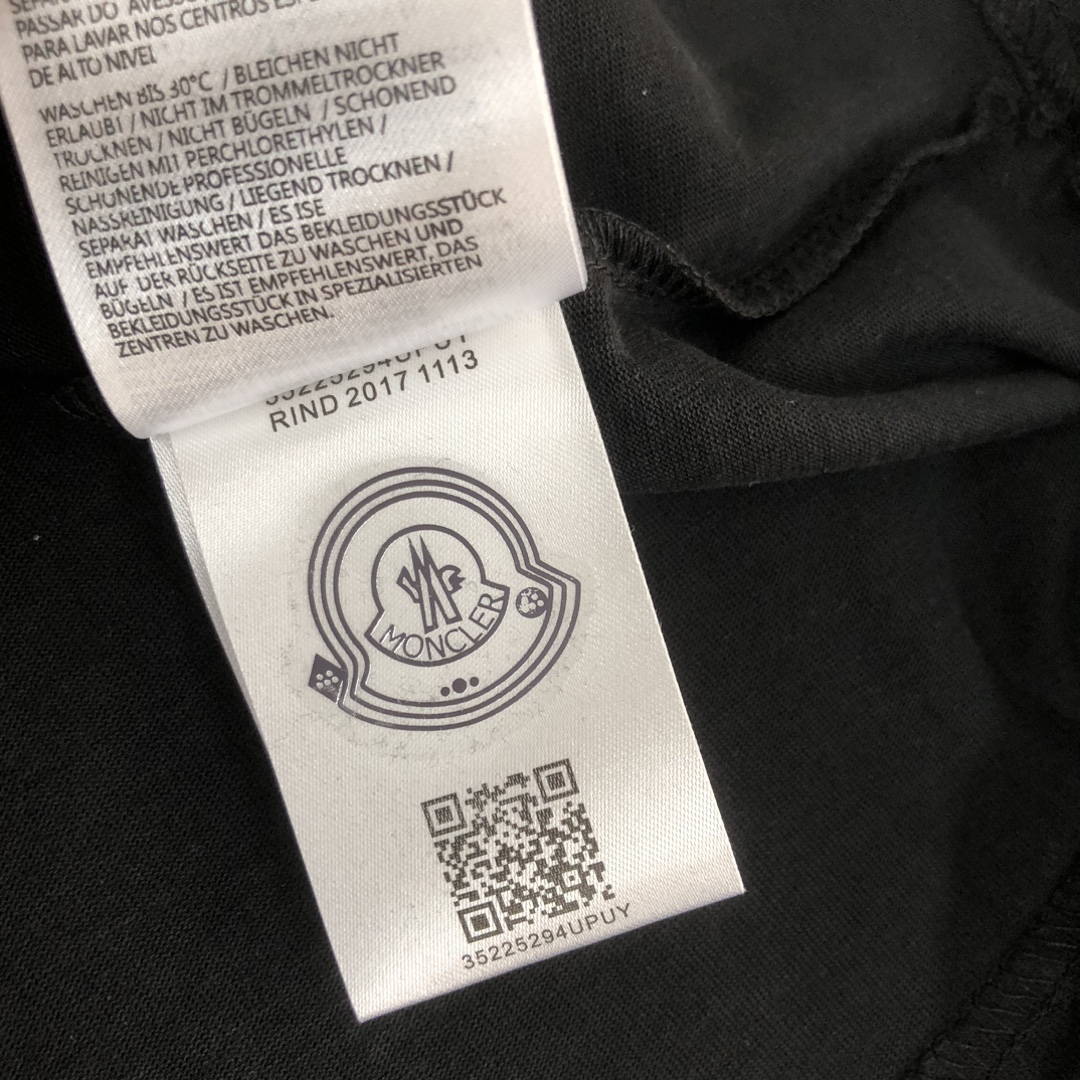 PASSAR DO AVESSO
PARA LAVAR NOS CENTROS
DE ALTO NIVEL
WASCHEN BIS 30°C / BLEICHEN NICHT
ERLAUBT / NICHT IM TROMMELTROCKNER
TROCKNEN / NICHT BÜGELN / SCHONEND
REINIGEN MIT PERCHLORETHYLEN /
SCHONENDE PROFESSIONELLE
NASSREINIGUNG / LIEGEND TROCKNEN /
SEPARAT WASCHEN / ES ISE
EMPFEHLENSWERT DAS BEKLEIDUNGSSTÜCK
AUF DER RÜCKSEITE ZU WASCHEN UND
BÜGELN / ES IST EMPFEHLENSWERT, DAS
BEKLEIDUNGSSTÜCK IN SPEZIALISIERTEN
ZENTREN ZU WASCHEN.
35225294UPUY
RIND 2017 1113
MONCLER
35225294UPUY